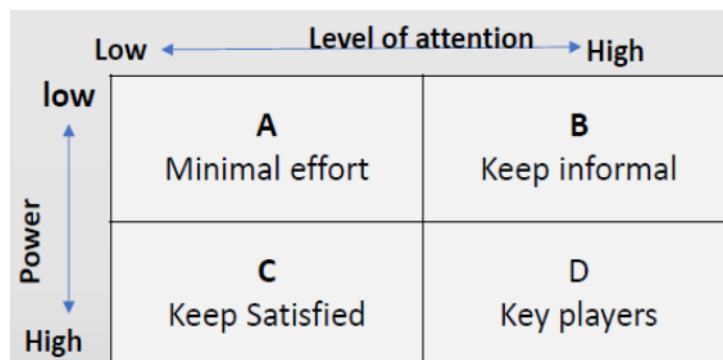 Level of attention
Low High
low
A B
Minimal effort Keep informal
Power
C D
Keep Satisfied Key players
High